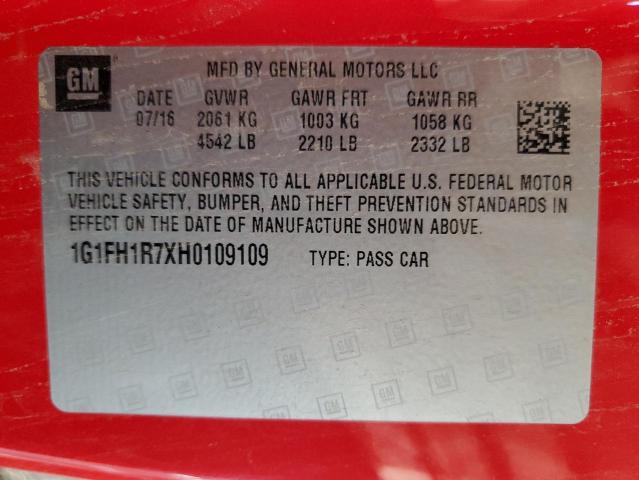 GM MFD BY GENERAL MOTORS LLC
DATE GVWR GAWR FRT GAWR RR
07/16 2061 KG 1003 KG 1058 KG
4542 LB 2210 LB 2332 LB
THIS VEHICLE CONFORMS TO ALL APPLICABLE U.S. FEDERAL MOTOR
VEHICLE SAFETY, BUMPER, AND THEFT PREVENTION STANDARDS IN
EFFECT ON THE DATE OF MANUFACTURE SHOWN ABOVE.
1G1FH1R7XH0109109 TYPE: PASS CAR